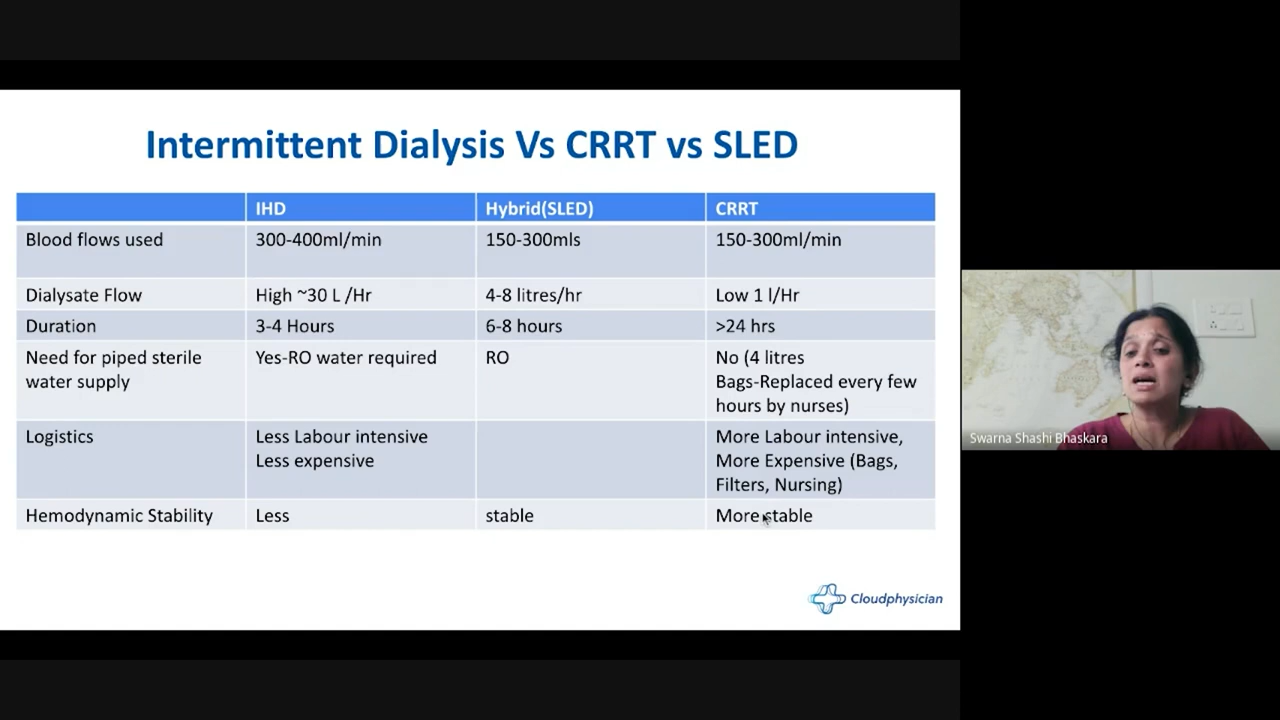 Intermittent Dialysis Vs CRRT vs SLED
IHD
Hybrid(SLED)
CRRT
Blood flows used
300-400ml/min
150-300mls
150-300ml/min
Dialysate Flow
High ~30 L /Hr
4-8 litres/hr
Low 1 l/Hr
Duration
3-4 Hours
6-8 hours
>24 hrs
Need for piped sterile
water supply
Yes-RO water required
RO
No (4 litres
Bags-Replaced every few
hours by nurses)
Logistics
Less Labour intensive
Less expensive
More Labour intensive,
More Expensive (Bags,
Filters, Nursing)
Hemodynamic Stability
Less
stable
More stable
Cloudphysician
Swarna Shashi Bhaskara